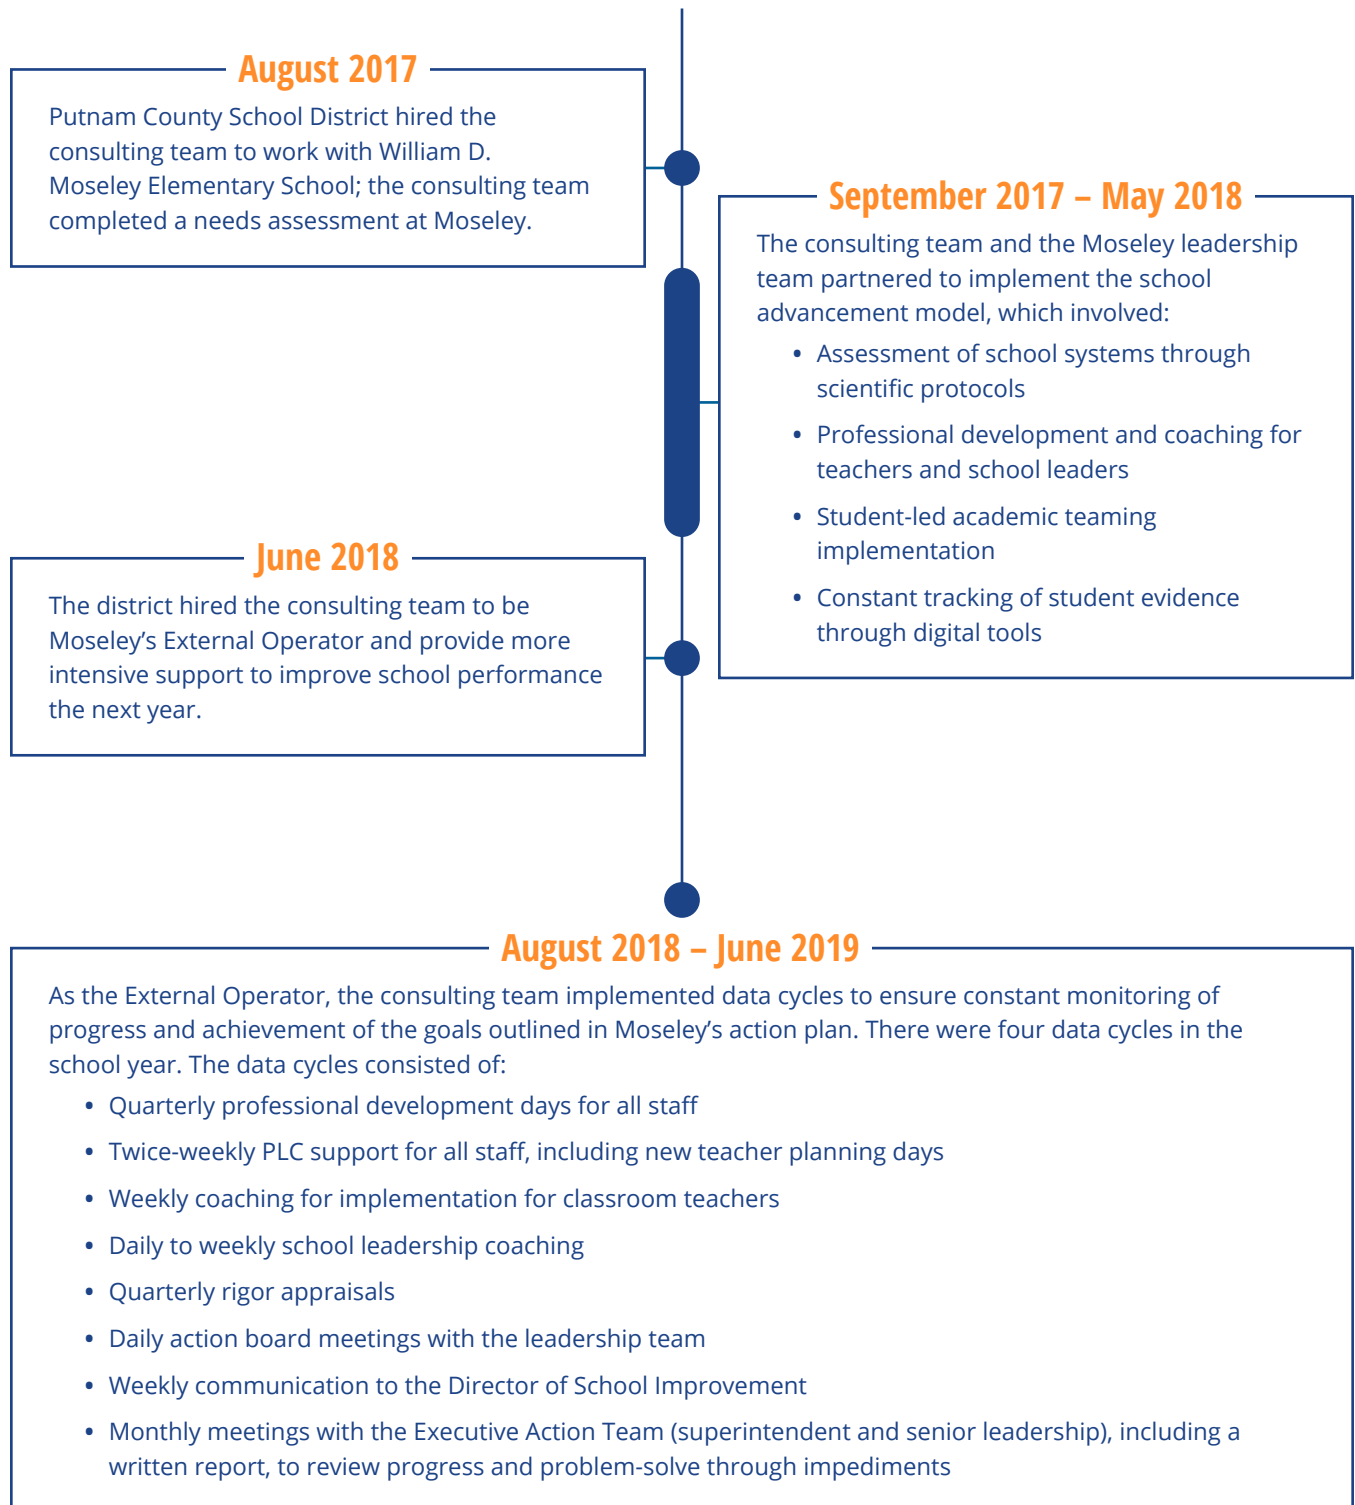 August 2017
Putnam County School District hired the
consulting team to work with William D.
Moseley Elementary School; the consulting team
completed a needs assessment at Moseley.
September 2017 – May 2018
The consulting team and the Moseley leadership
team partnered to implement the school
advancement model, which involved:
• Assessment of school systems through
scientific protocols
• Professional development and coaching for
teachers and school leaders
• Student-led academic teaming
implementation
• Constant tracking of student evidence
through digital tools
June 2018
The district hired the consulting team to be
Moseley’s External Operator and provide more
intensive support to improve school performance
the next year.
August 2018 – June 2019
As the External Operator, the consulting team implemented data cycles to ensure constant monitoring of
progress and achievement of the goals outlined in Moseley’s action plan. There were four data cycles in the
school year. The data cycles consisted of:
• Quarterly professional development days for all staff
• Twice-weekly PLC support for all staff, including new teacher planning days
• Weekly coaching for implementation for classroom teachers
• Daily to weekly school leadership coaching
• Quarterly rigor appraisals
• Daily action board meetings with the leadership team
• Weekly communication to the Director of School Improvement
• Monthly meetings with the Executive Action Team (superintendent and senior leadership), including a
written report, to review progress and problem-solve through impediments